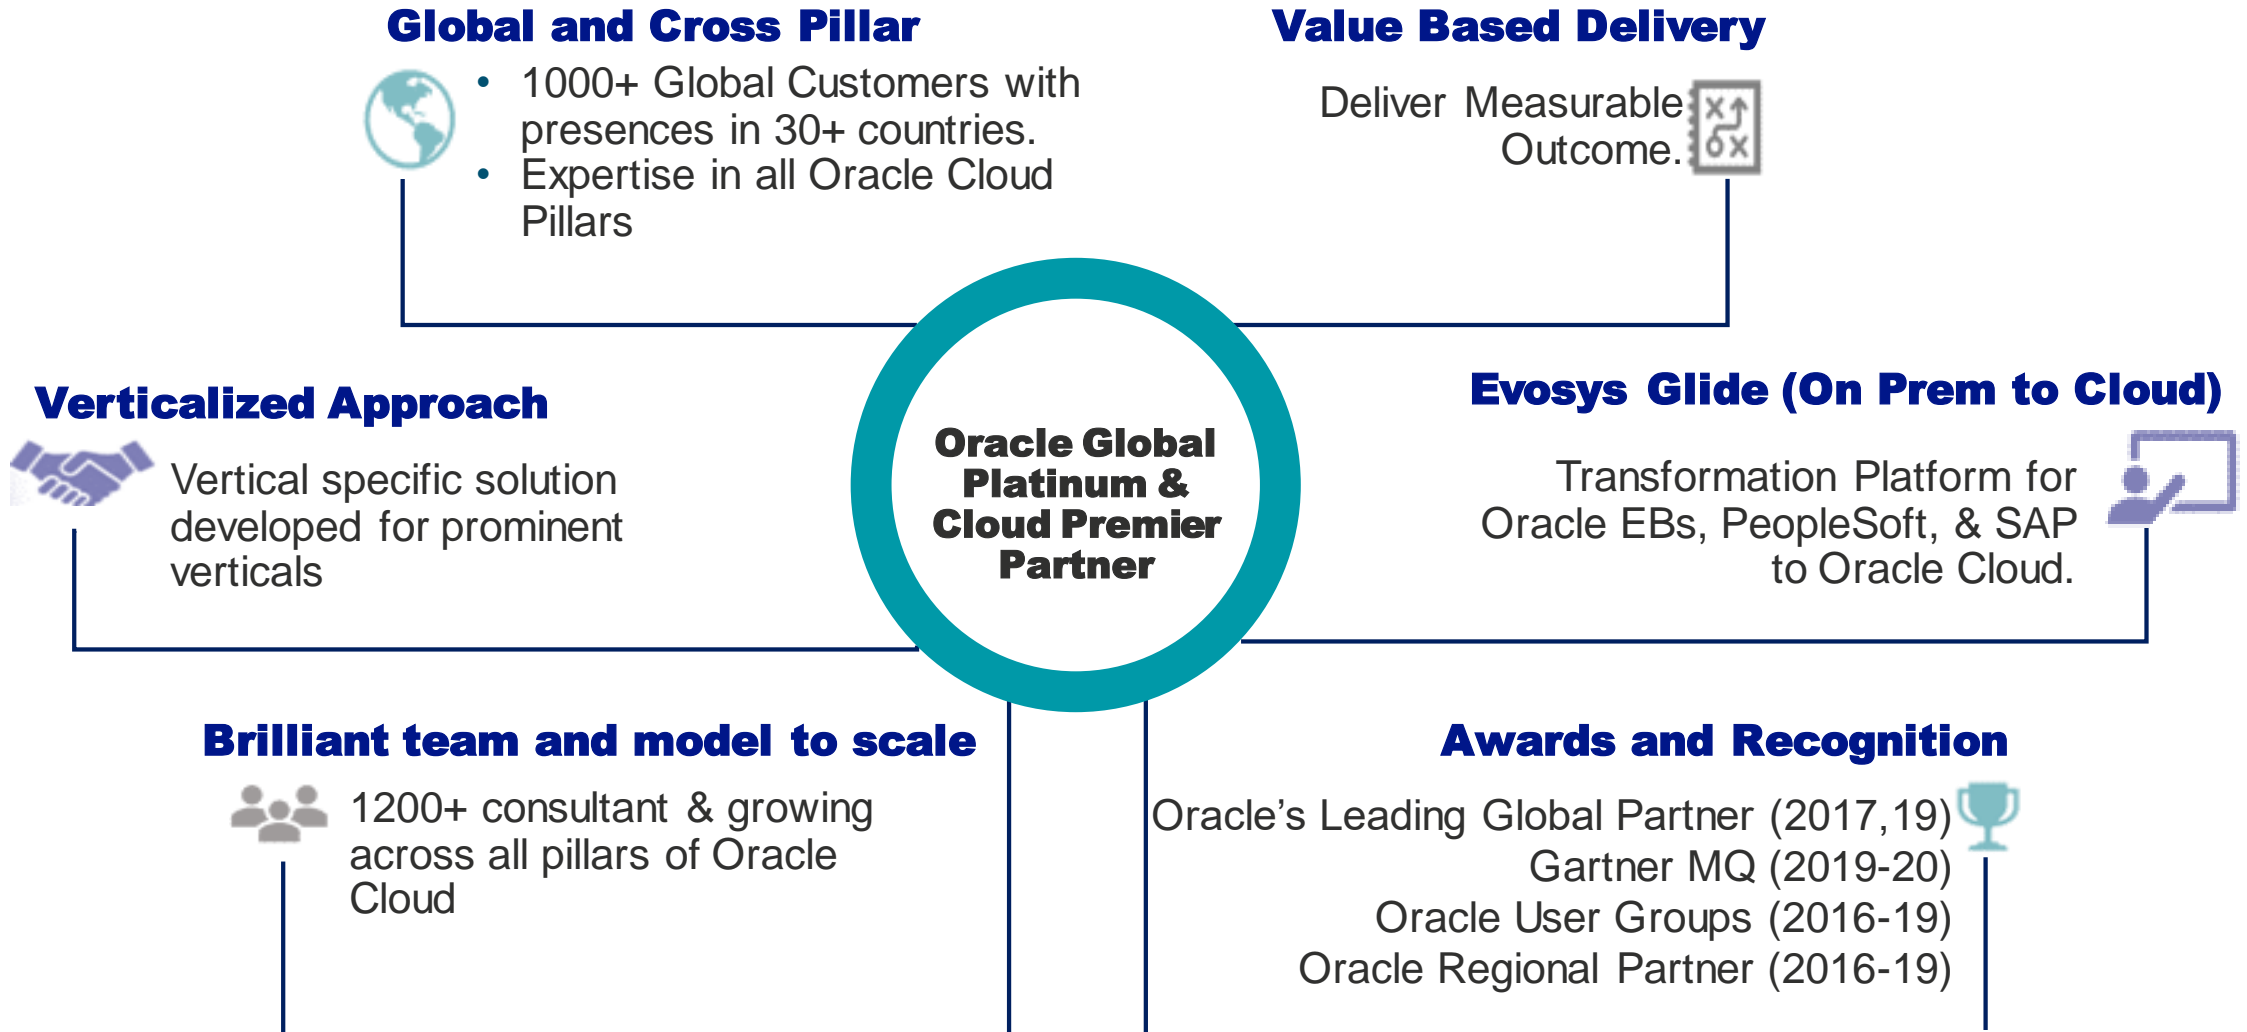 Global and Cross Pillar
• 1000+ Global Customers with
presences in 30+ countries.
• Expertise in all Oracle Cloud
Pillars
Value Based Delivery
Deliver Measurable
Outcome.
Verticalized Approach
Vertical specific solution
developed for prominent
verticals
Oracle Global
Platinum &
Cloud Premier
Partner
Evosys Glide (On Prem to Cloud)
Transformation Platform for
Oracle EBs, PeopleSoft, & SAP
to Oracle Cloud.
Brilliant team and model to scale
1200+ consultant & growing
across all pillars of Oracle
Cloud
Awards and Recognition
Oracle’s Leading Global Partner (2017,19)
Gartner MQ (2019-20)
Oracle User Groups (2016-19)
Oracle Regional Partner (2016-19)